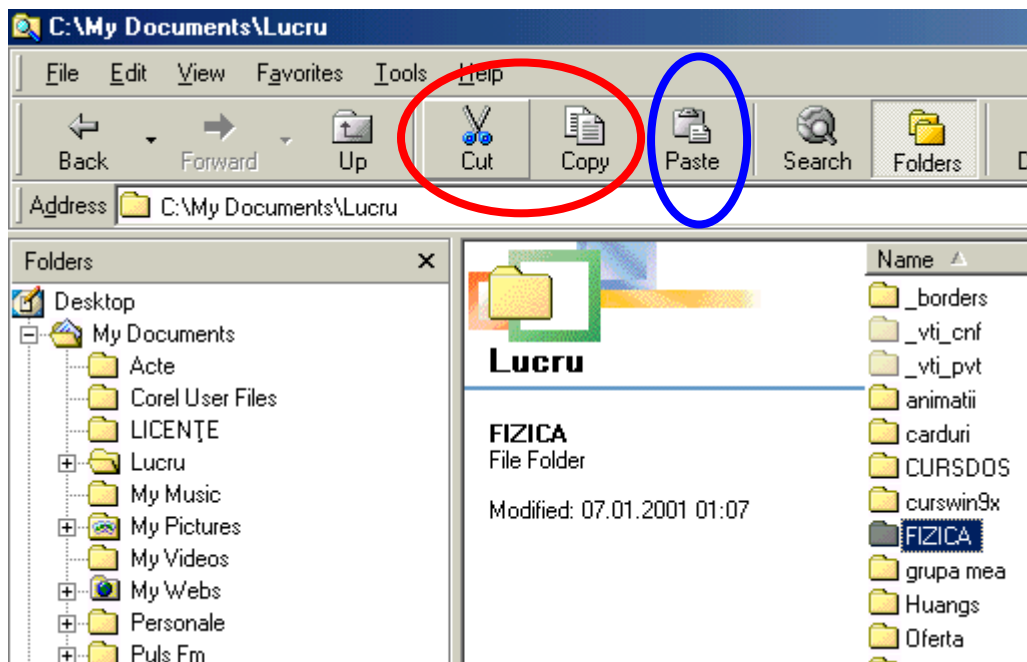 C:\My Documents\Lucru
File Edit View Favorites Tools Help
Back Forward Up Cut Copy Paste Search Folders
Address C:\My Documents\Lucru
Folders
Desktop
My Documents
Acte
Corel User Files
LICENŢE
Lucru
My Music
My Pictures
My Videos
My Webs
Personale
Puls Fm
Lucru
FIZICA
File Folder
Modified: 07.01.2001 01:07
Name
_borders
_vti_cnf
_vti_pvt
animatii
carduri
CURSDOS
curswin9x
FIZICA
grupa mea
Huangs
Oferta